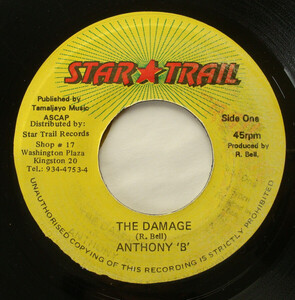 STAR★TRAIL
Published by
Tamaijayo Music
ASCAP
Distributed by:
Star Trail Records
Shop # 17
Washington Plaza
Kingston 20
Tel.: 934-4753-4
Side One
45rpm
Produced by
R. Bell.
THE DAMAGE
(R. Bell)
ANTHONY 'B'
UNAUTHORISED COPYING OF THIS RECORDING IS STRICTLY PROHIBITED